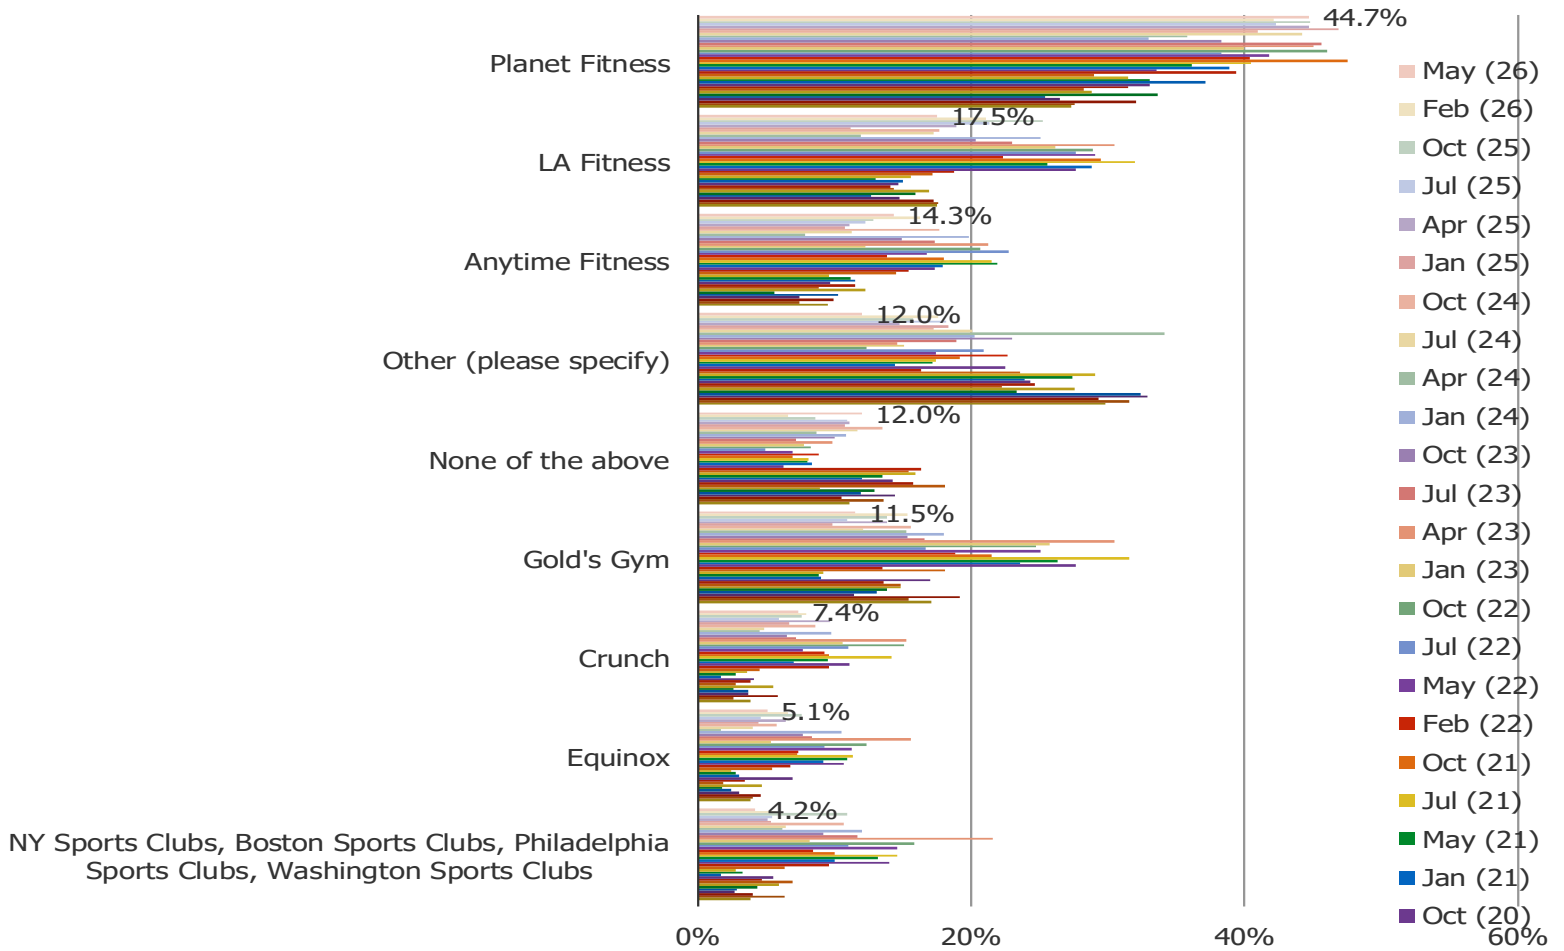 44.7%
Planet Fitness
17.5%
LA Fitness
14.3%
Anytime Fitness
12.0%
Other (please specify)
12.0%
None of the above
11.5%
Gold's Gym
7.4%
Crunch
5.1%
Equinox
4.2%
NY Sports Clubs, Boston Sports Clubs, Philadelphia
Sports Clubs, Washington Sports Clubs
0%
20%
40%
60%
May (26)
Feb (26)
Oct (25)
Jul (25)
Apr (25)
Jan (25)
Oct (24)
Jul (24)
Apr (24)
Jan (24)
Oct (23)
Jul (23)
Apr (23)
Jan (23)
Oct (22)
Jul (22)
May (22)
Feb (22)
Oct (21)
Jul (21)
May (21)
Jan (21)
Oct (20)